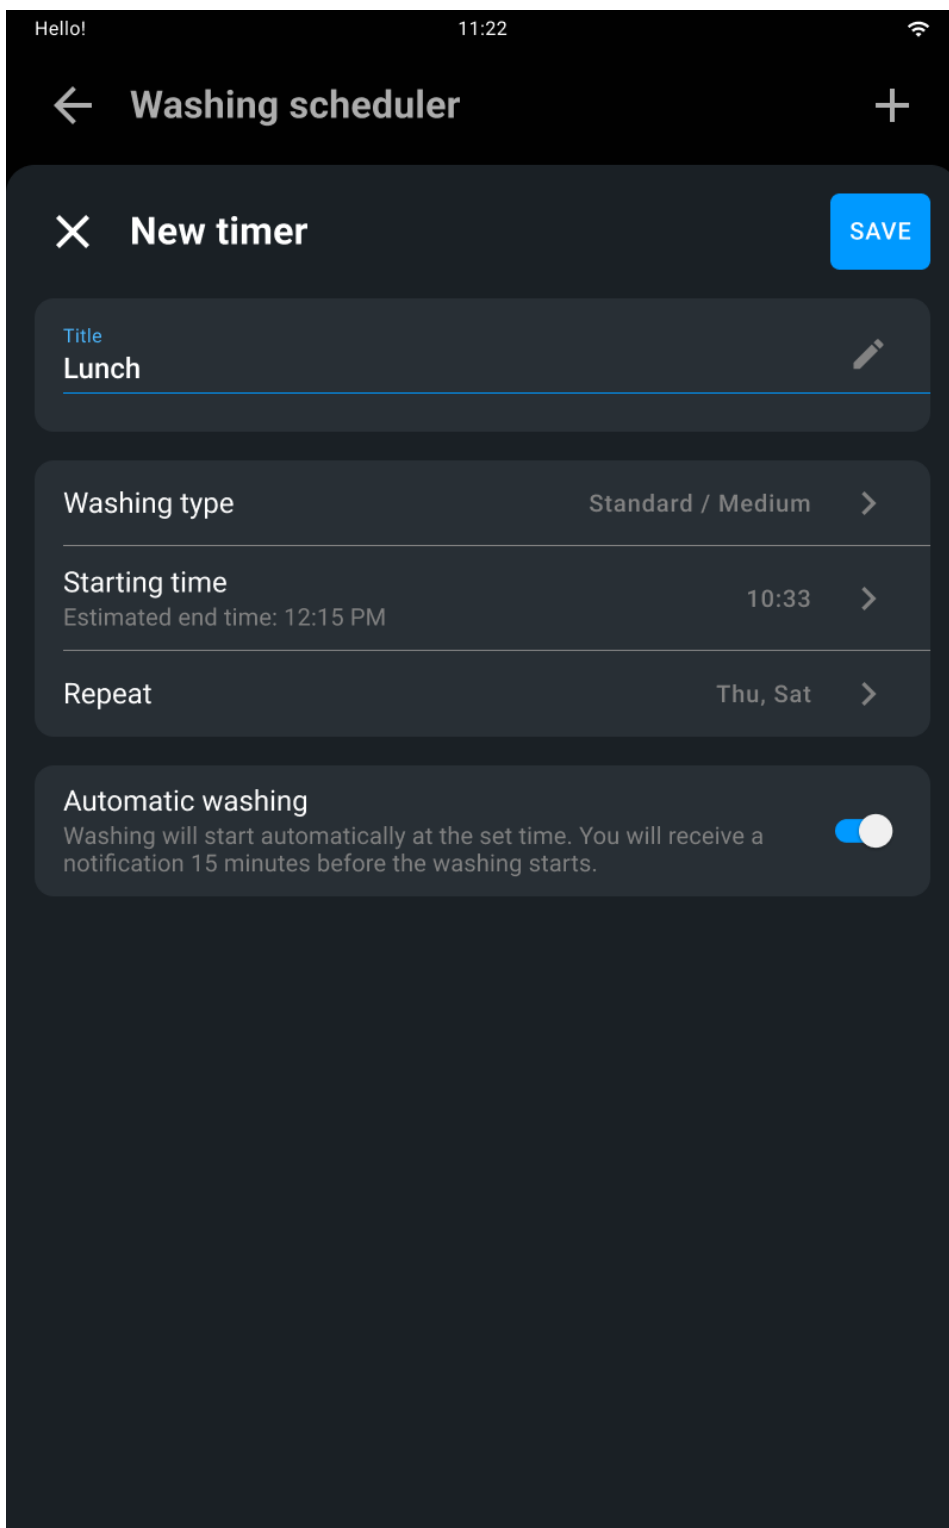 Hello!
11:22
Washing scheduler
New timer
SAVE
Title
Lunch
Washing type
Standard / Medium
Starting time
Estimated end time: 12:15 PM
10:33
Repeat
Thu, Sat
Automatic washing
Washing will start automatically at the set time. You will receive a
notification 15 minutes before the washing starts.